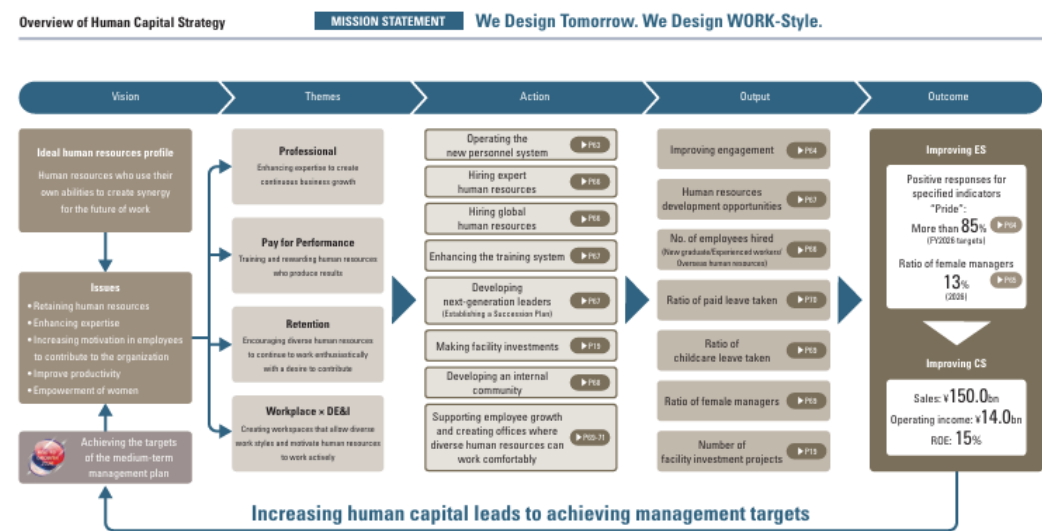 Overview of Human Capital Strategy
MISSION STATEMENT
We Design Tomorrow. We Design WORK-Style.
Vision
Themes
Action
Output
Outcome
Ideal human resources profile
Human resources who use their
own abilities to create synergy
for the future of work
Issues
• Retaining human resources
• Enhancing expertise
• Increasing motivation in employees
to contribute to the organization
• Improve productivity
• Empowerment of women
Achieving the targets
of the medium-term
management plan
Professional
Enhancing expertise to create
continuous business growth
Pay for Performance
Training and rewarding human resources
who produce results
Retention
Encouraging diverse human resources
to continue to work enthusiastically
with a desire to contribute
Workplace × DE&I
Creating workspaces that allow diverse
work styles and motivate human resources
to work actively
Operating the
new personnel system
Hiring expert
human resources
Hiring global
human resources
Enhancing the training system
▶P67
Developing
next-generation leaders
(Establishing a Succession Plan)
▶P67
Making facility investments
▶P15
Developing an internal
community
Supporting employee growth
and creating offices where
diverse human resources can
work comfortably
▶P65-71
Improving engagement
▶P64
Human resources
development opportunities
▶P67
No. of employees hired
(New graduate/Experienced workers/
Overseas human resources)
Ratio of paid leave taken
▶P70
Ratio of
childcare leave taken
Ratio of female managers
Number of
facility investment projects
▶P15
Improving ES
Positive responses for
specified indicators
"Pride":
More than 85%
▶P64
(FY2026 targets)
Ratio of female managers
13%
(2026)
Improving CS
Sales: ¥150.0bn
Operating income: ¥14.0bn
ROE: 15%
Increasing human capital leads to achieving management targets